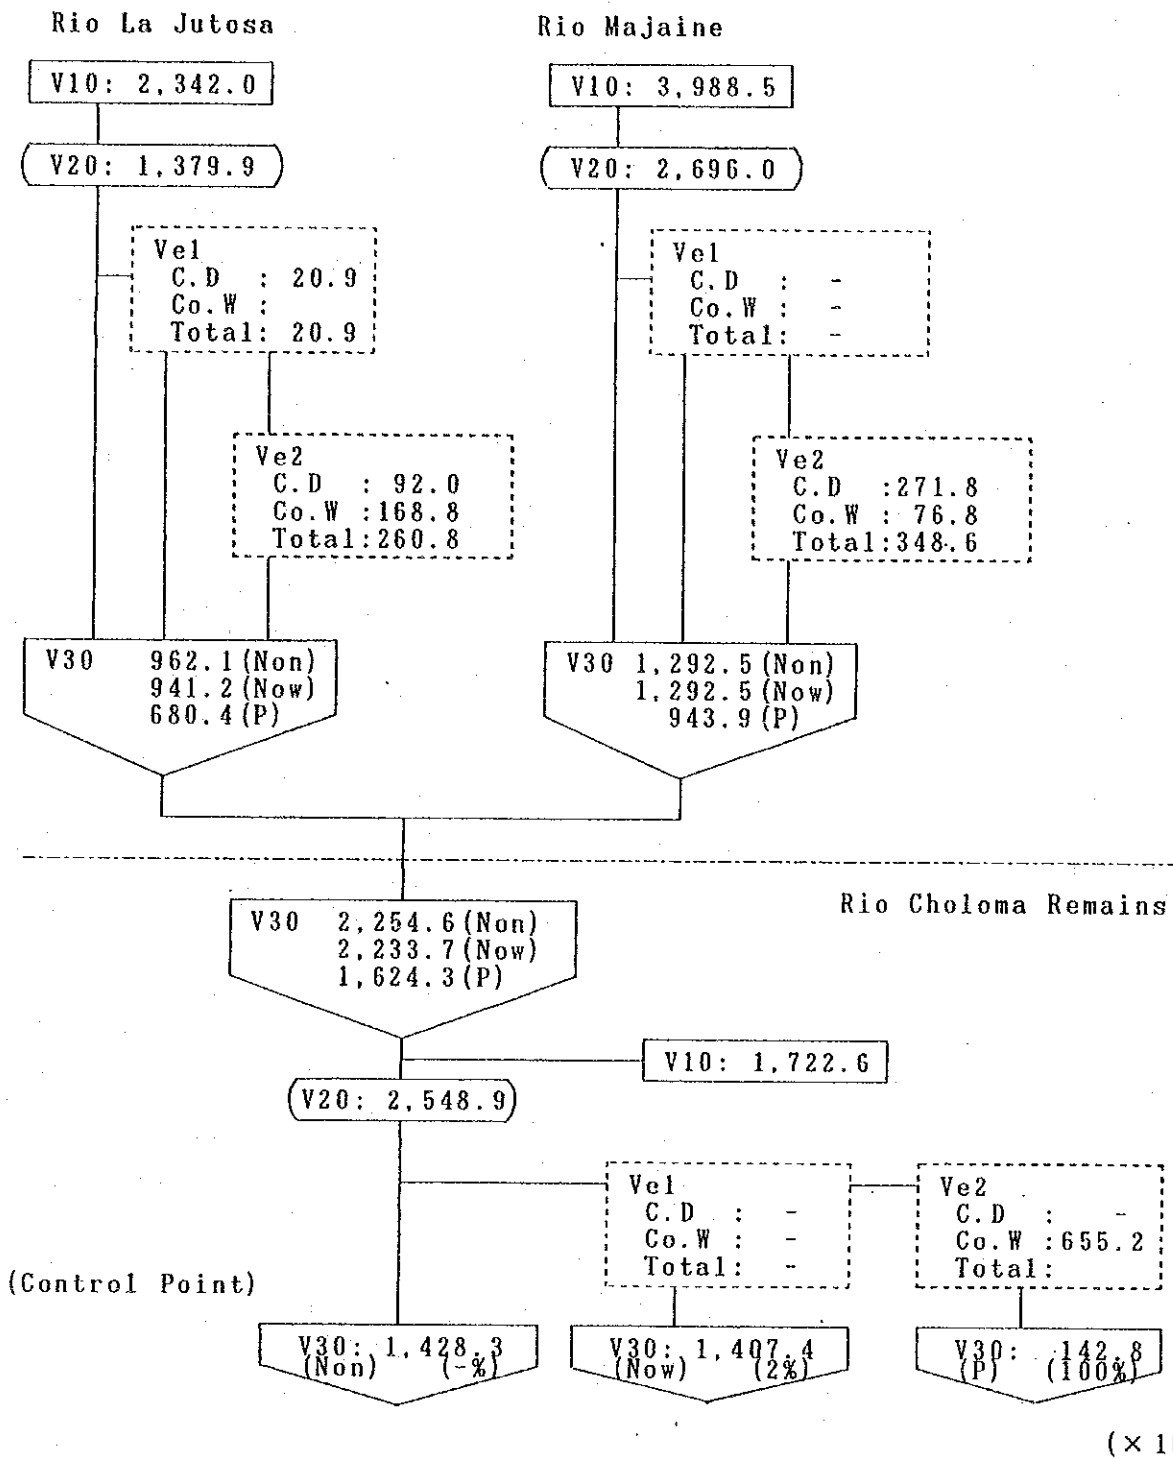 Rio La Jutosa
Rio Majaine
V10: 2,342.0
V10: 3,988.5
V20: 1,379.9
V20: 2,696.0
Ve1
C.D : 20.9
Co.W :
Total: 20.9
Ve1
C.D : -
Co.W : -
Total: -
Ve2
C.D : 92.0
Co.W :168.8
Total:260.8
Ve2
C.D :271.8
Co.W : 76.8
Total:348.6
V30 962.1(Non)
941.2(Now)
680.4(P)
V30 1,292.5(Non)
1,292.5(Now)
943.9(P)
Rio Choloma Remains
V30 2,254.6(Non)
2,233.7(Now)
1,624.3(P)
V10: 1,722.6
V20: 2,548.9
Ve1
C.D : -
Co.W : -
Total: -
Ve2
C.D : -
Co.W :655.2
Total:
(Control Point)
V30: 1,428.3
(Non) (-%)
V30: 1,407.4
(Now) (2%)
V30: 142.8
(P) (100%)
(× 1